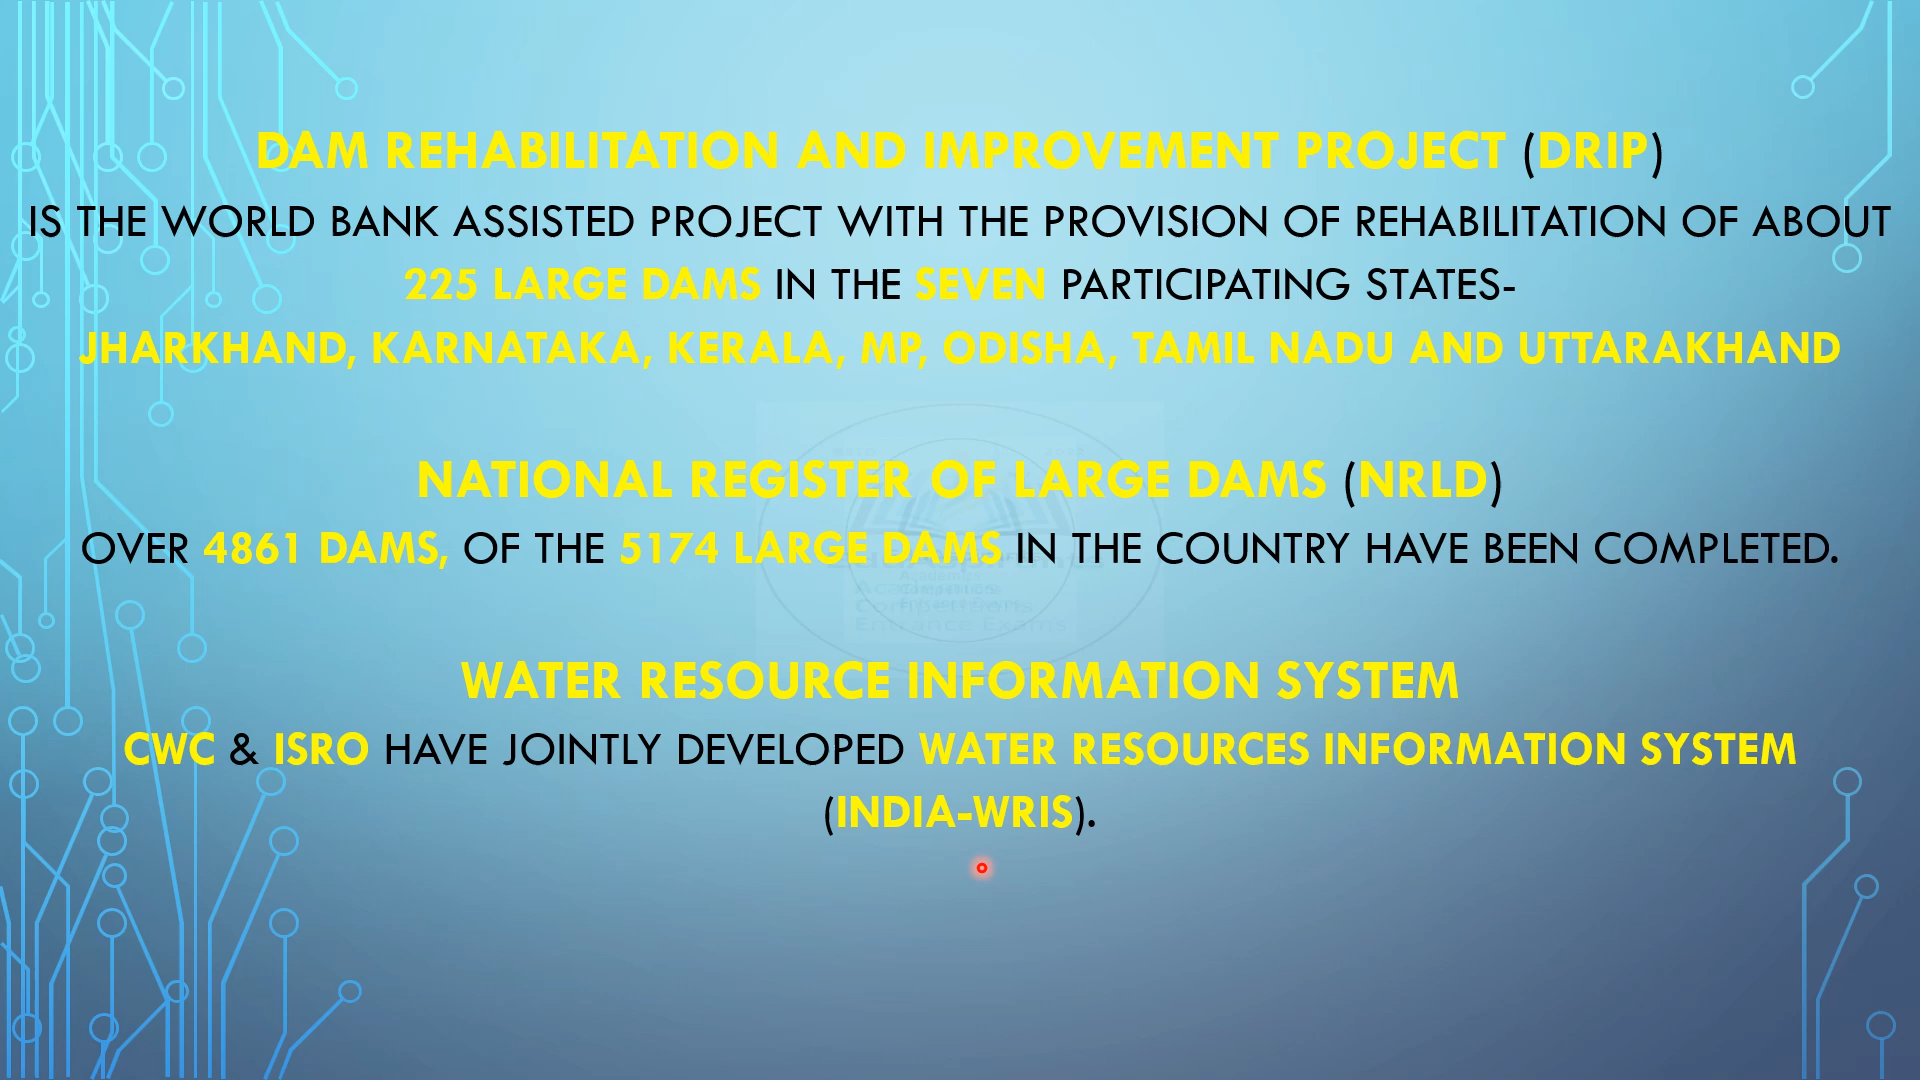 DAM REHABILITATION AND IMPROVEMENT PROJECT (DRIP)
IS THE WORLD BANK ASSISTED PROJECT WITH THE PROVISION OF REHABILITATION OF ABOUT
225 LARGE DAMS IN THE SEVEN PARTICIPATING STATES-
JHARKHAND, KARNATAKA, KERALA, MP, ODISHA, TAMIL NADU AND UTTARAKHAND
NATIONAL REGISTER OF LARGE DAMS (NRLD)
OVER 4861 DAMS, OF THE 5174 LARGE DAMS IN THE COUNTRY HAVE BEEN COMPLETED.
Entrance Exams
WATER RESOURCE INFORMATION SYSTEM
CWC & ISRO HAVE JOINTLY DEVELOPED WATER RESOURCES INFORMATION SYSTEM
(INDIA-WRIS).